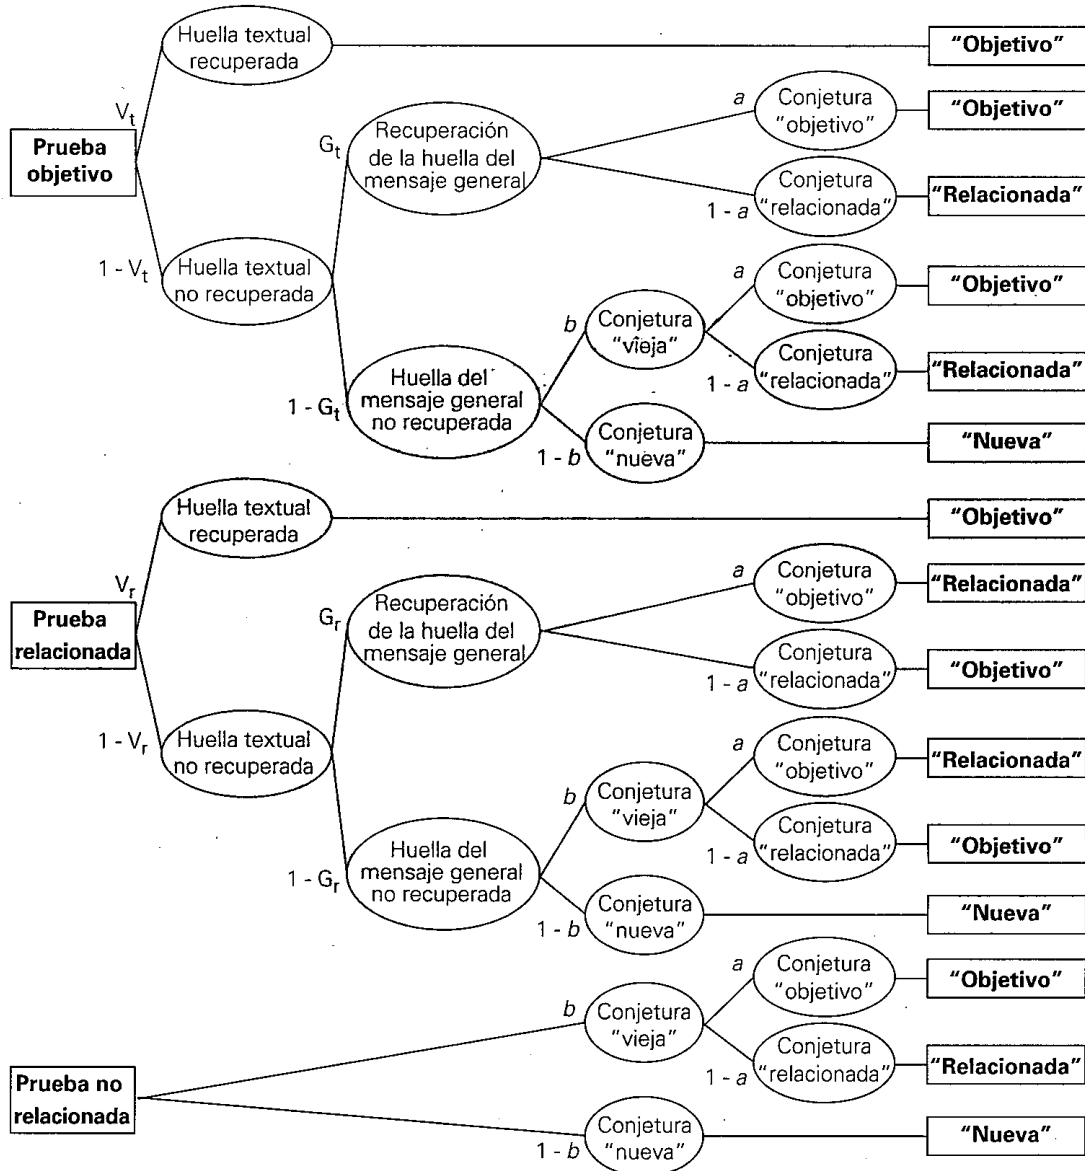 Huella textual
recuperada
"Objetivo"
V_t
Prueba
objetivo
1 - V_t
Huella textual
no recuperada
G_t
Recuperación
de la huella del
mensaje general
a
Conjetura
"objetivo"
"Objetivo"
1 - a
Conjetura
"relacionada"
"Relacionada"
1 - G_t
Huella del
mensaje general
no recuperada
b
Conjetura
"vieja"
a
Conjetura
"objetivo"
"Objetivo"
1 - a
Conjetura
"relacionada"
"Relacionada"
1 - b
Conjetura
"nueva"
"Nueva"
Huella textual
recuperada
"Objetivo"
V_r
Prueba
relacionada
1 - V_r
Huella textual
no recuperada
G_r
Recuperación
de la huella del
mensaje general
a
Conjetura
"objetivo"
"Relacionada"
1 - a
Conjetura
"relacionada"
"Objetivo"
1 - G_r
Huella del
mensaje general
no recuperada
b
Conjetura
"vieja"
a
Conjetura
"objetivo"
"Relacionada"
1 - a
Conjetura
"relacionada"
"Objetivo"
1 - b
Conjetura
"nueva"
"Nueva"
Prueba no
relacionada
b
Conjetura
"vieja"
a
Conjetura
"objetivo"
"Objetivo"
1 - a
Conjetura
"relacionada"
"Relacionada"
1 - b
Conjetura
"nueva"
"Nueva"